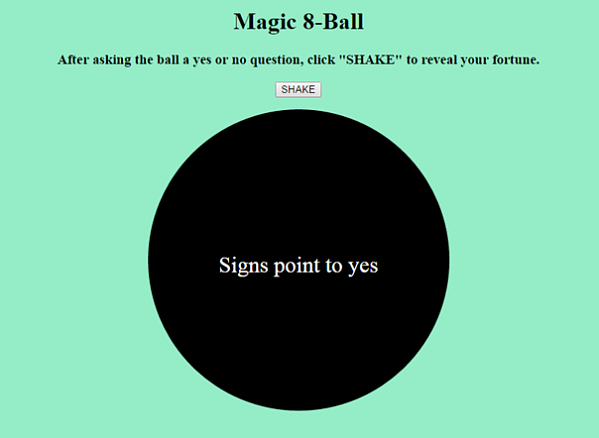 Magic 8-Ball
After asking the ball a yes or no question, click "SHAKE" to reveal your fortune.
SHAKE
Signs point to yes